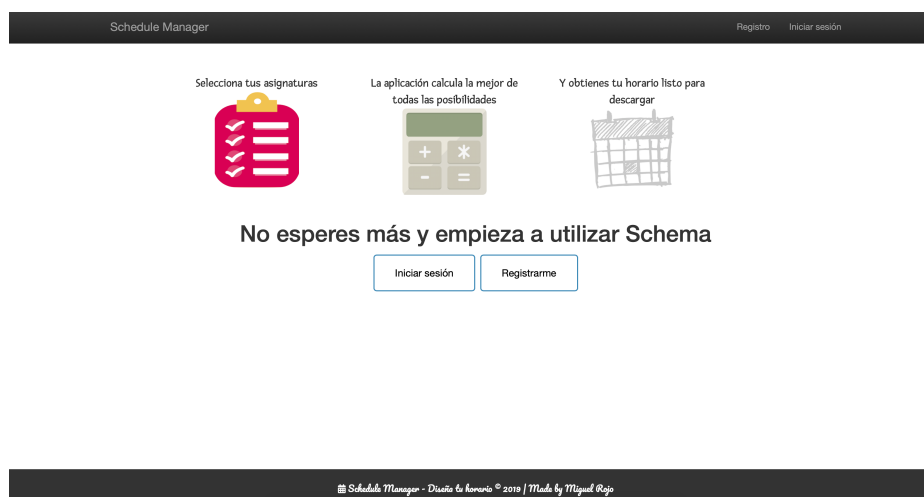 Schedule Manager
Registro
Iniciar sesión
Selecciona tus asignaturas
La aplicación calcula la mejor de
todas las posibilidades
Y obtienes tu horario listo para
descargar
No esperes más y empieza a utilizar Schema
Iniciar sesión
Registrarme
Schedule Manager - Diseña tu horario © 2019 | Made by Miguel Rojo